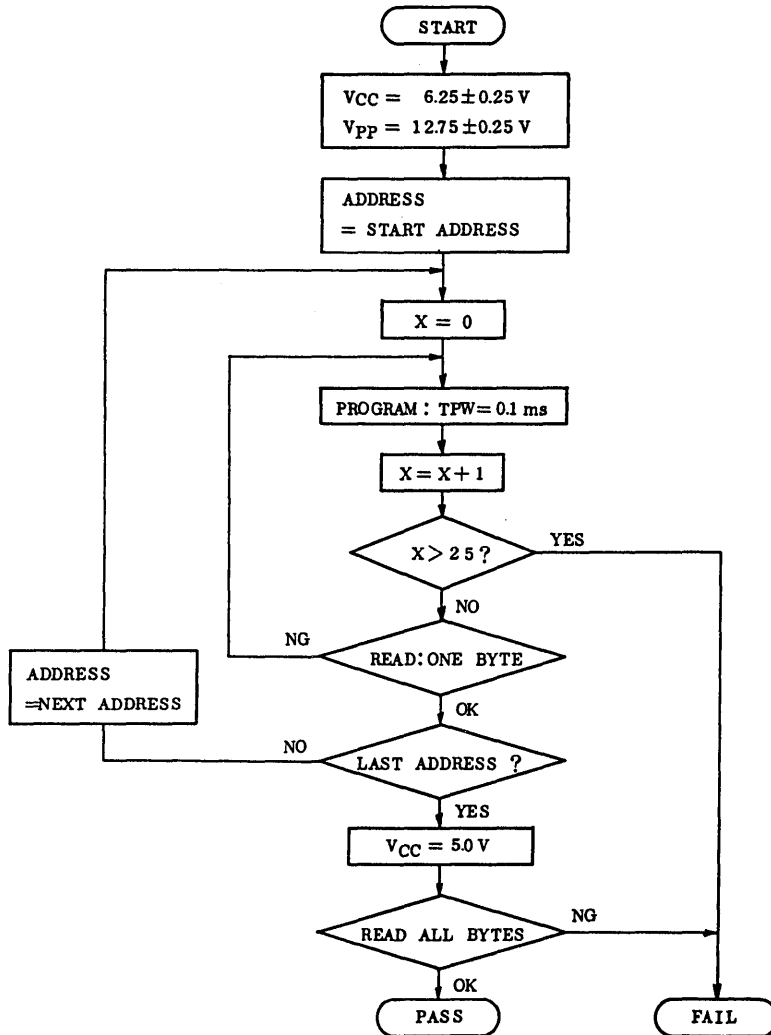 START
VCC = 6.25±0.25 V
VPP = 12.75±0.25 V
ADDRESS
= START ADDRESS
X = 0
PROGRAM : TPW= 0.1 ms
X = X + 1
X > 25 ?
YES
NO
NG
READ:ONE BYTE
ADDRESS
=NEXT ADDRESS
OK
NO
LAST ADDRESS ?
YES
VCC = 5.0 V
NG
READ ALL BYTES
OK
PASS
FAIL